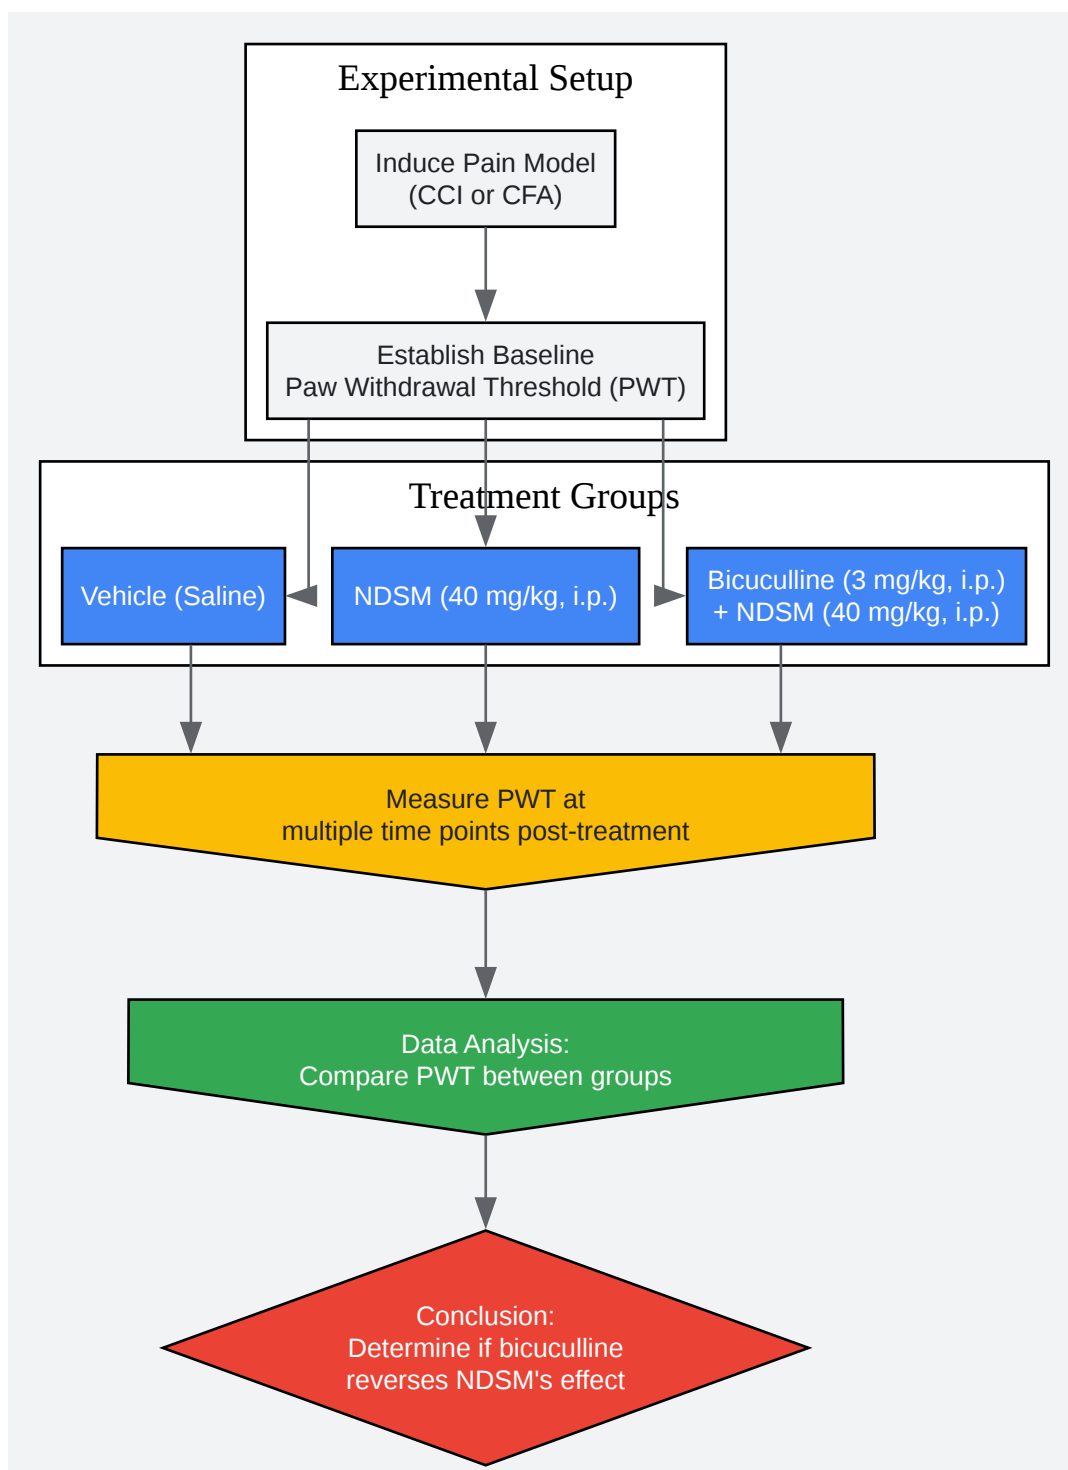 Experimental Setup
Induce Pain Model
(CCI or CFA)
Establish Baseline
Paw Withdrawal Threshold (PWT)
Treatment Groups
Vehicle (Saline)
NDSM (40 mg/kg, i.p.)
Bicuculline (3 mg/kg, i.p.)
+ NDSM (40 mg/kg, i.p.)
Measure PWT at
multiple time points post-treatment
Data Analysis:
Compare PWT between groups
Conclusion:
Determine if bicuculline
reverses NDSM's effect